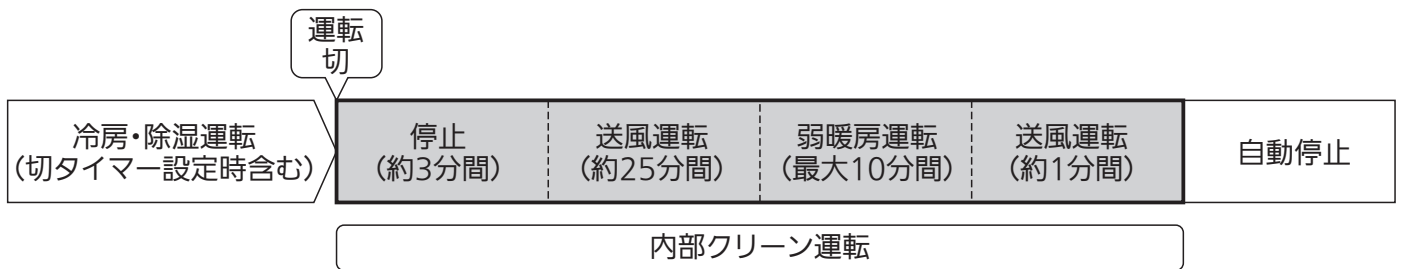 運転
切
冷房・除湿運転
(切タイマー設定時含む)
停止
(約3分間)
送風運転
(約25分間)
弱暖房運転
(最大10分間)
送風運転
(約1分間)
自動停止
内部クリーン運転